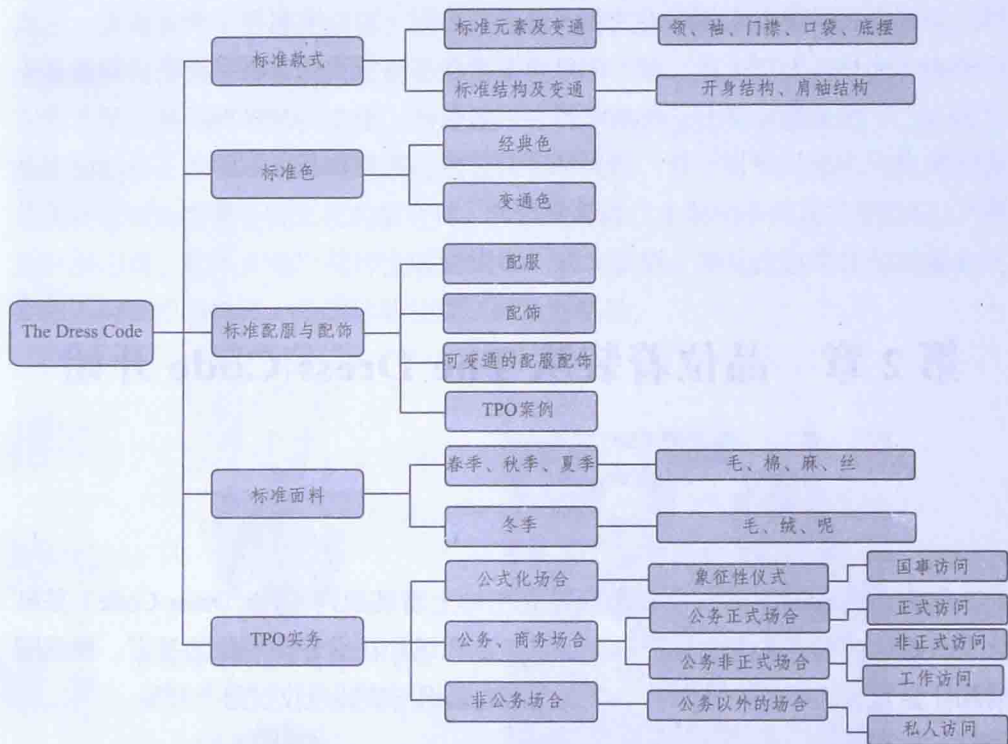 The Dress Code
标准款式
标准元素及变通
领、袖、门襟、口袋、底摆
标准结构及变通
开身结构、肩袖结构
标准色
经典色
变通色
标准配服与配饰
配服
配饰
可变通的配服配饰
TPO案例
标准面料
春季、秋季、夏季
毛、棉、麻、丝
冬季
毛、绒、呢
TPO实务
公式化场合
象征性仪式
国事访问
公务、商务场合
公务正式场合
正式访问
公务非正式场合
非正式访问
工作访问
非公务场合
公务以外的场合
私人访问